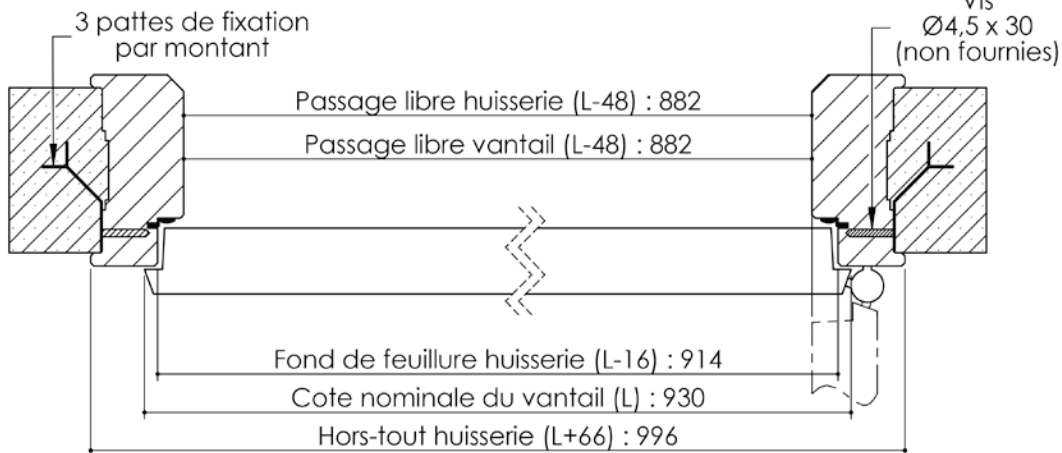 3 pattes de fixation
par montant
Vis
Ø4,5 x 30
(non fournies)
Passage libre huisserie (L-48) : 882
Passage libre vantail (L-48) : 882
Fond de feuillure huisserie (L-16) : 914
Cote nominale du vantail (L) : 930
Hors-tout huisserie (L+66) : 996